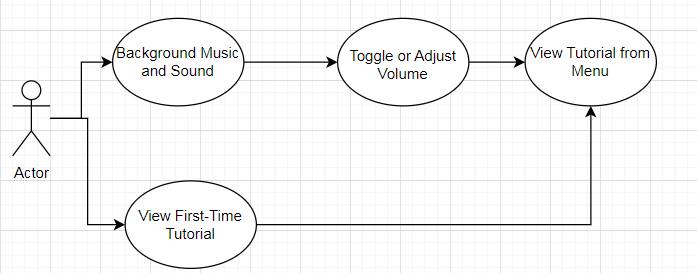 Background Music
and Sound
Toggle or Adjust
Volume
View Tutorial from
Menu
Actor
View First-Time
Tutorial